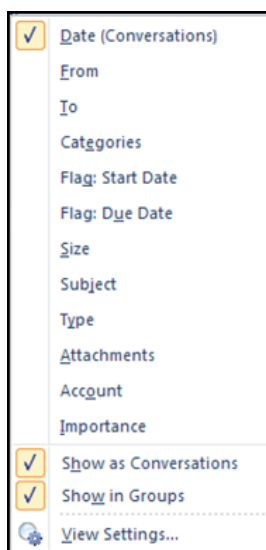 Date (Conversations)
From
To
Categories
Flag: Start Date
Flag: Due Date
Size
Subject
Type
Attachments
Account
Importance
Show as Conversations
Show in Groups
View Settings...